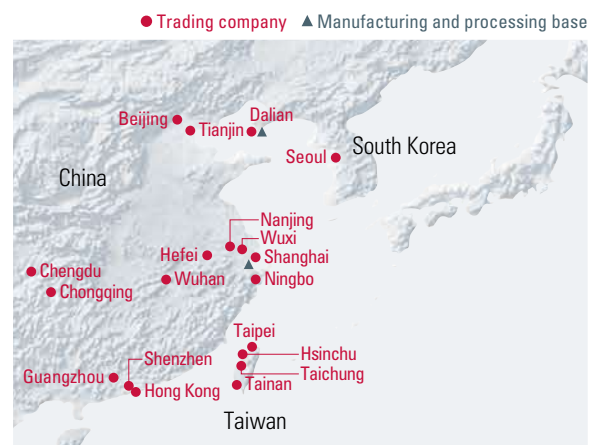 ● Trading company ▲ Manufacturing and processing base
Beijing
Tianjin
Dalian
Seoul
South Korea
China
Nanjing
Wuxi
Hefei
Shanghai
Chengdu
Wuhan
Ningbo
Chongqing
Taipei
Shenzhen
Hsinchu
Guangzhou
Taichung
Hong Kong
Tainan
Taiwan